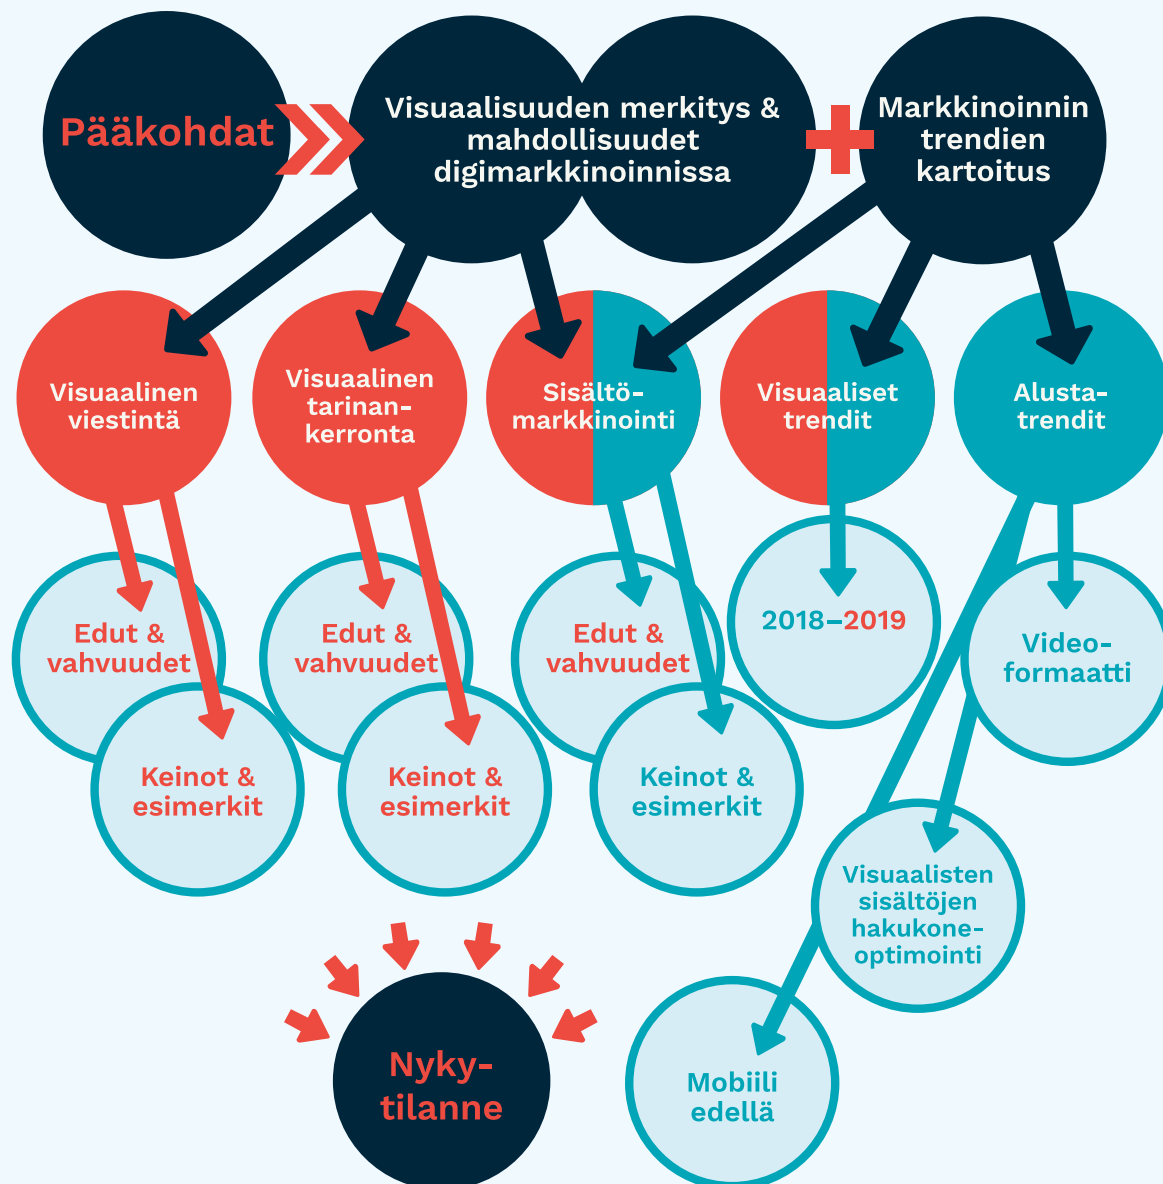 Pääkohdat
Visuaalisuuden merkitys &
mahdollisuudet
digimarkkinoinnissa
Markkinoinnin
trendien
kartoitus
Visuaalinen
viestintä
Visuaalinen
tarinan-
kerronta
Sisältö-
markkinointi
Visuaaliset
trendit
Alusta-
trendit
Edut &
vahvuudet
Edut &
vahvuudet
Edut &
vahvuudet
2018–2019
Video-
formaatti
Keinot &
esimerkit
Keinot &
esimerkit
Keinot &
esimerkit
Visuaalisten
sisältöjen
hakukone-
optimointi
Nyky-
tilanne
Mobiili
edellä